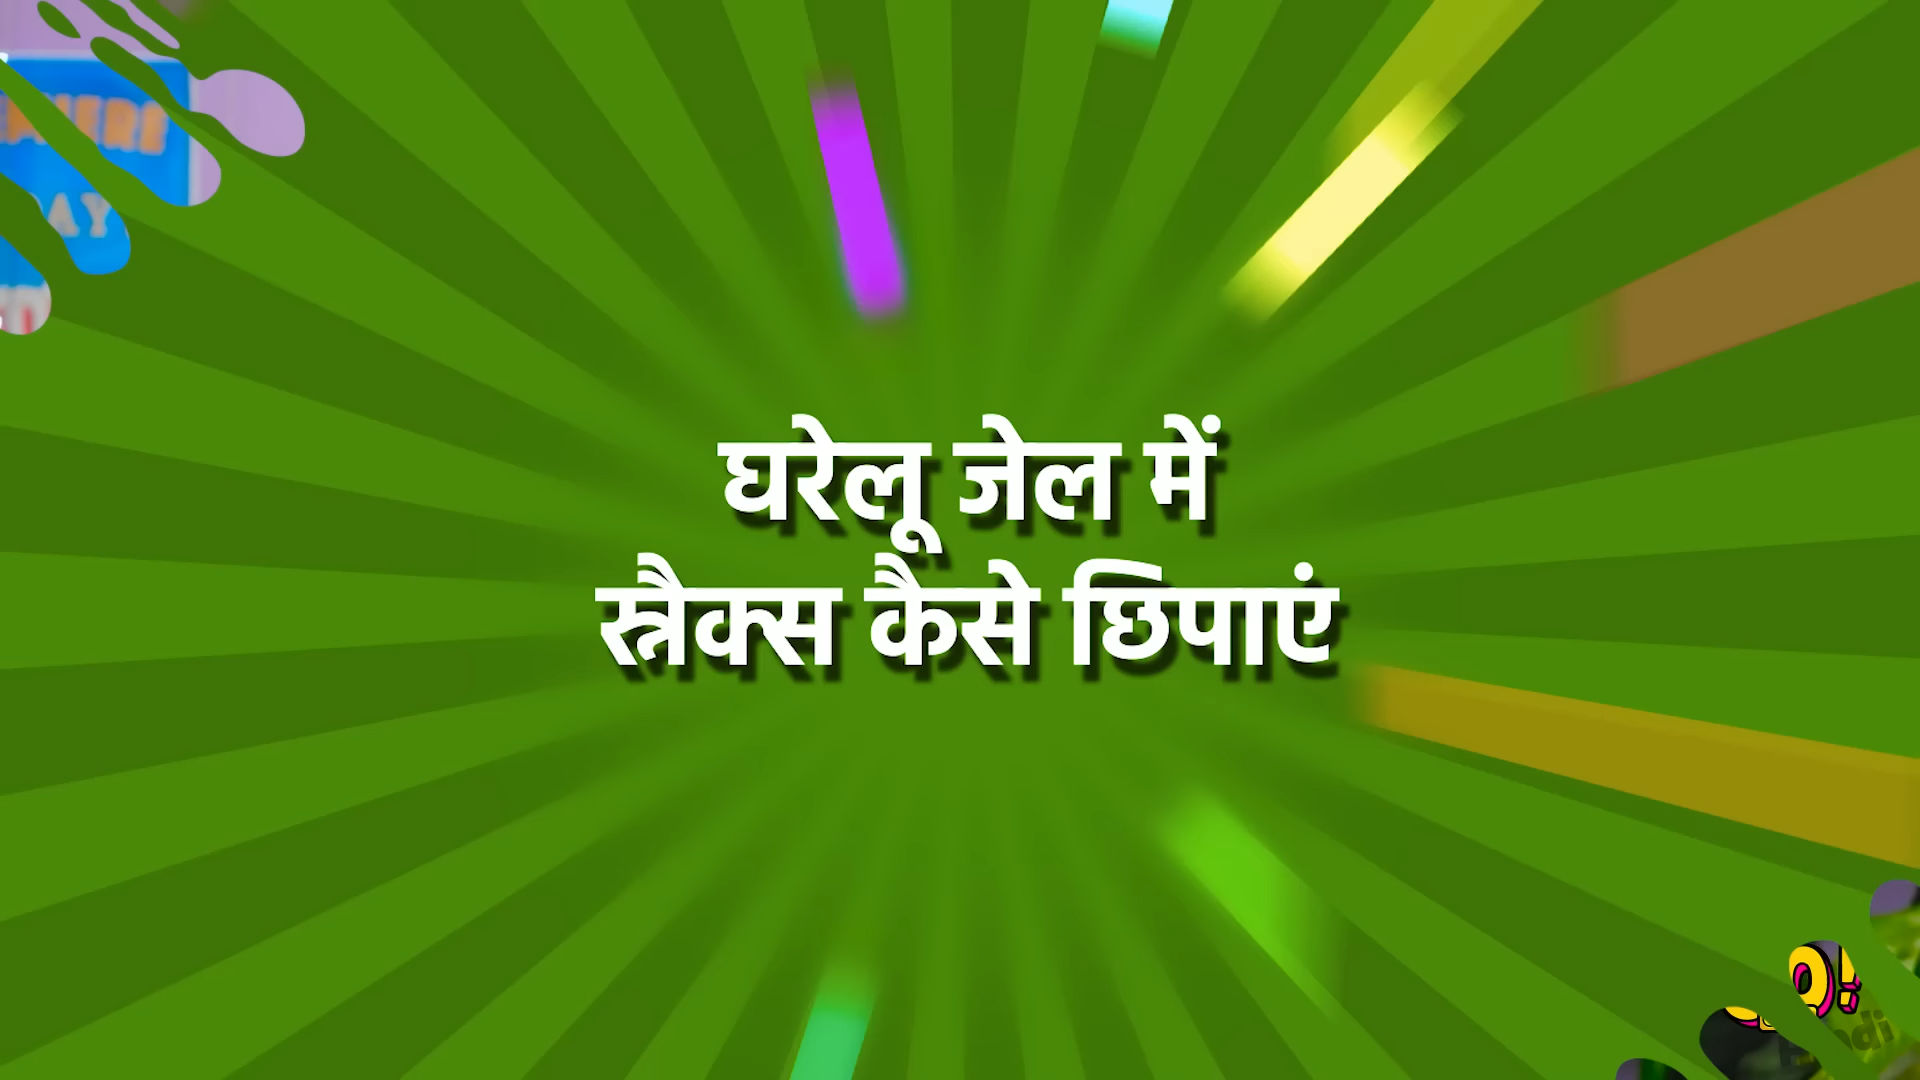 घरेलू जेल में
स्नैक्स कैसे छिपाएं